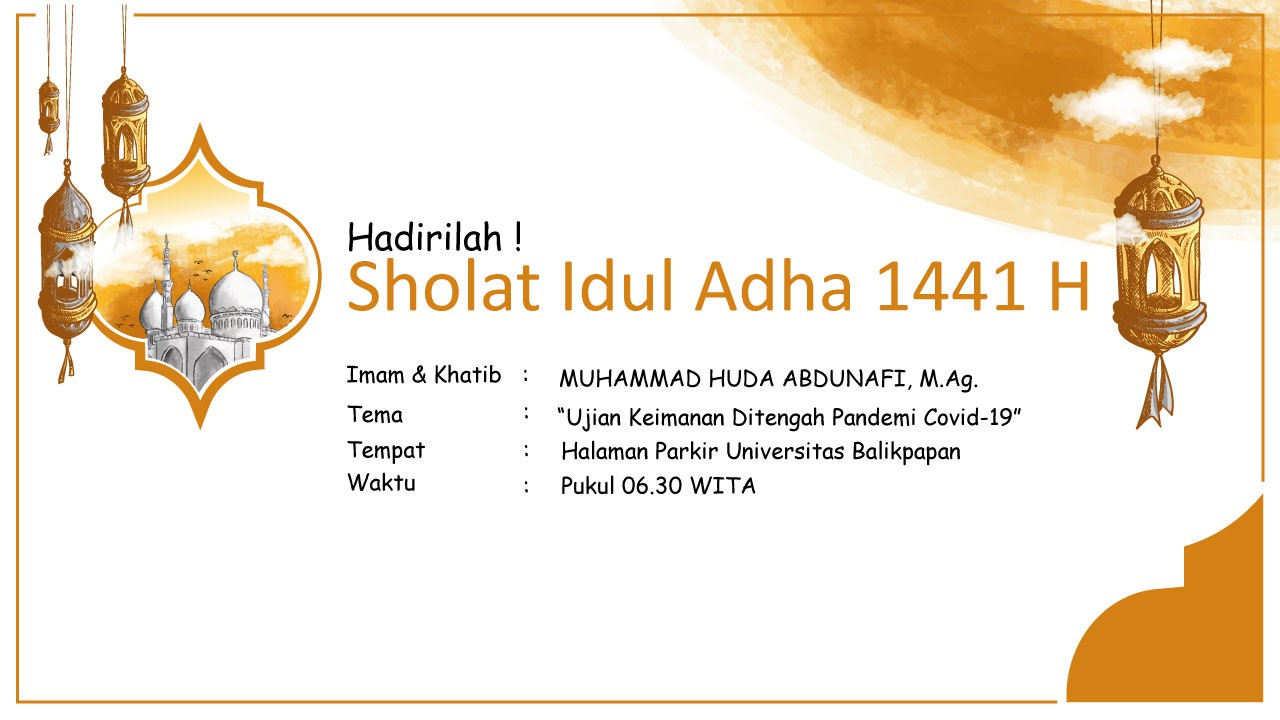 Hadirilah !
Sholat Idul Adha 1441 H
Imam & Khatib : MUHAMMAD HUDA ABDUNAFI, M.Ag.
Tema : “Ujian Keimanan Ditengah Pandemi Covid-19”
Tempat : Halaman Parkir Universitas Balikpapan
Waktu : Pukul 06.30 WITA